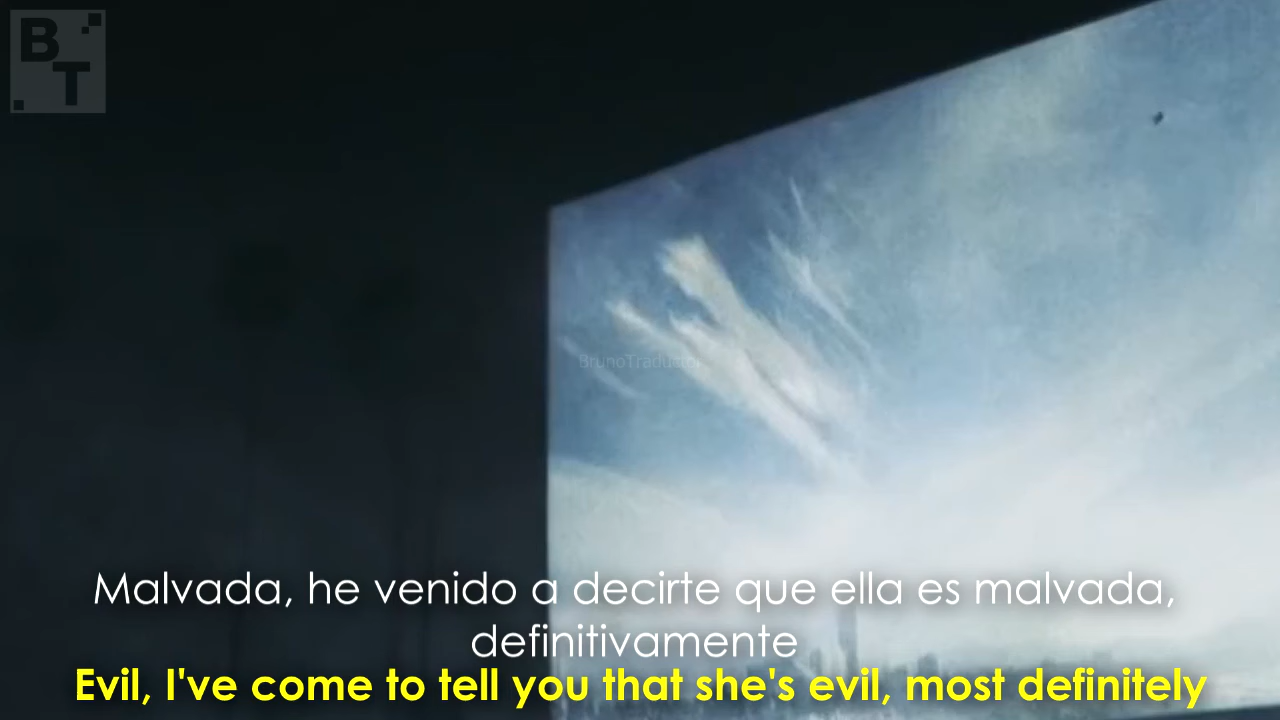 B
T
BrunoTraductor
Malvada, he venido a decirte que ella es malvada,
definitivamente
Evil, I've come to tell you that she's evil, most definitely